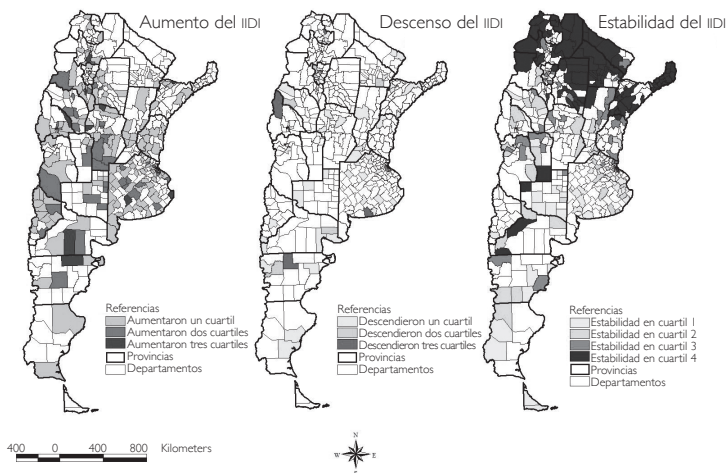 Aumento del IIDI
Descenso del IIDI
Estabilidad del IIDI
Referencias
Aumentaron un cuartil
Aumentaron dos cuartiles
Aumentaron tres cuartiles
Provincias
Departamentos
Referencias
Descendieron un cuartil
Descendieron dos cuartiles
Descendieron tres cuartiles
Provincias
Departamentos
Referencias
Estabilidad en cuartil 1
Estabilidad en cuartil 2
Estabilidad en cuartil 3
Estabilidad en cuartil 4
Provincias
Departamentos
400 0 400 800 Kilometers
N
W E
S